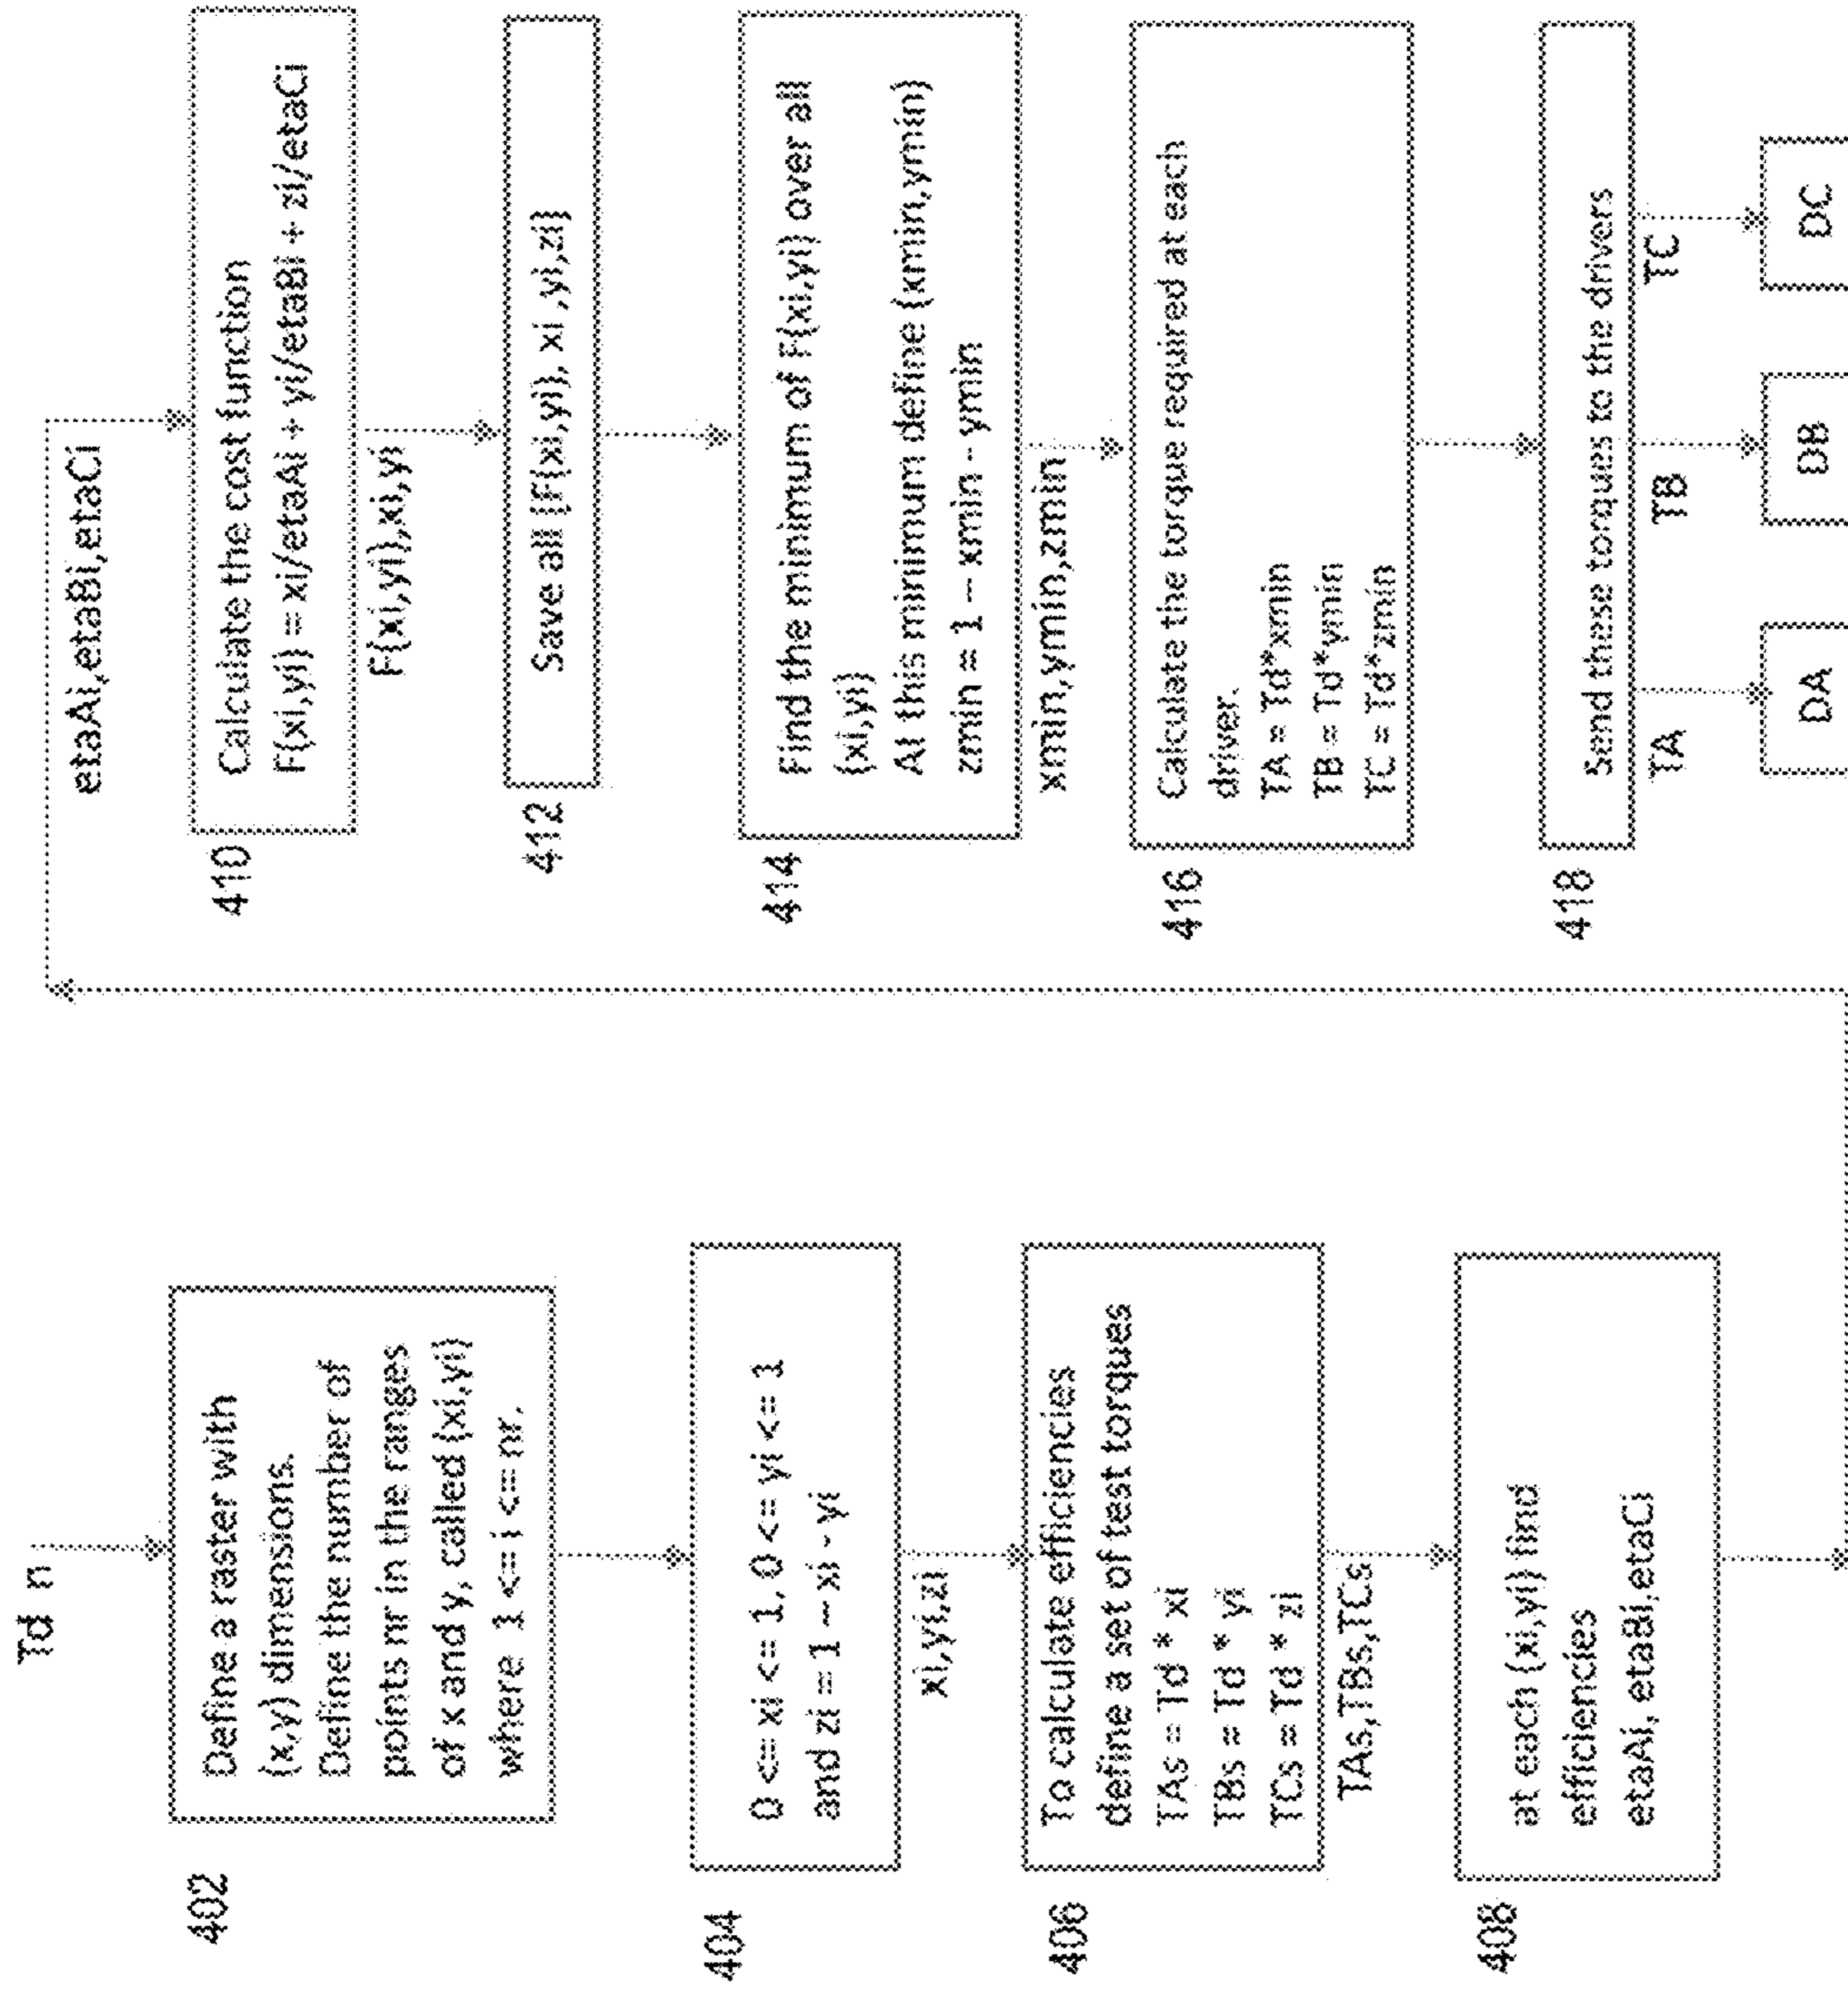 Td n
402
Define a raster with
(x,y) dimensions.
Define the number of
points nr in the ranges
of x and y, called (xi,yi)
where 1 <= i <= nr.
404
0 <= xi <= 1, 0 <= yi <= 1
and zi = 1 – xi - yi
xi,yi,zi
406
To calculate efficiencies
define a set of test torques
TAs = Td * xi
TBs = Td * yi
TCs = Td * zi
TAs,TBs,TCs
408
at each (xi,yi) find
efficiencies
etaAi, etaBi,etaCi
etaAi,etaBi,etaCi
410
Calculate the cost function
F(xi,yi) = xi/etaAi + yi/etaBi + zi/etaCi
F(xi,yi),xi,yi
412
Save all [F(xi,yi), xi ,yi,zi]
414
Find the minimum of F(xi,yi) over all
(xi,yi)
At this minimum define (xmin,ymin)
zmin = 1 – xmin - ymin
xmin,ymin,zmin
416
Calculate the torque required at each
driver.
TA = Td*xmin
TB = Td*ymin
TC = Td*zmin
418
Send these torques to the drivers
TA
TB
TC
DA
DB
DC